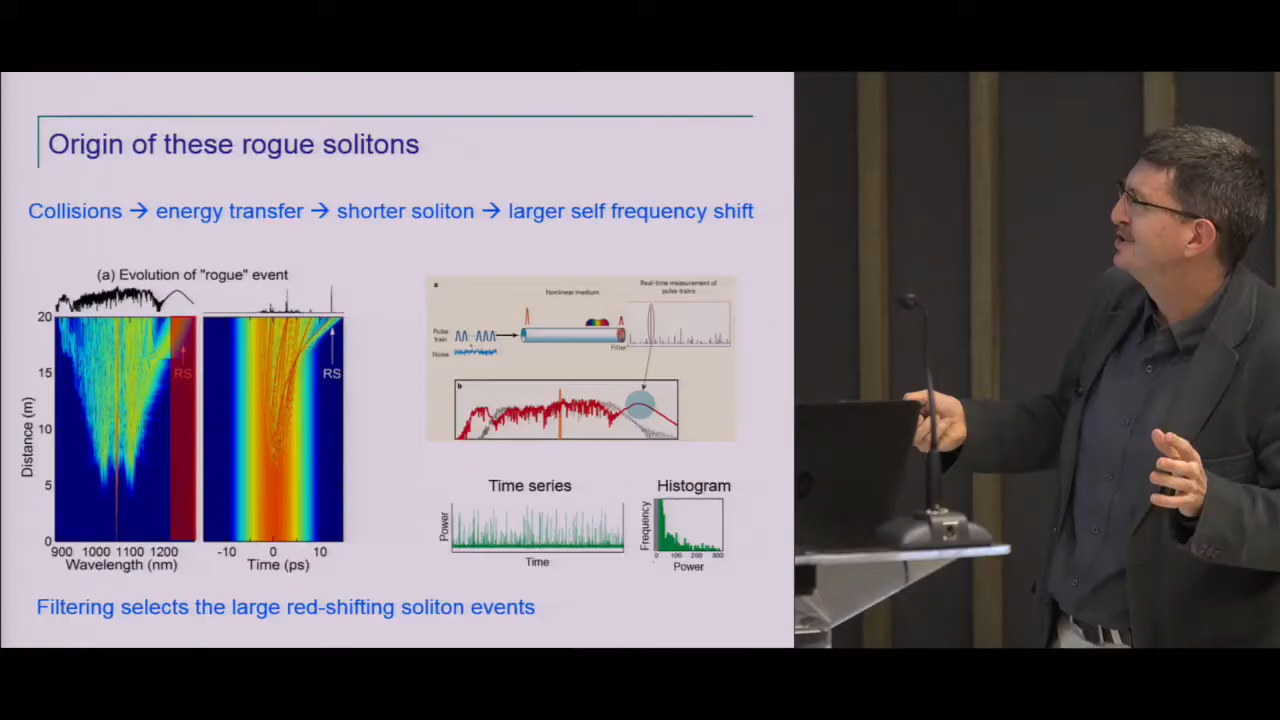 Origin of these rogue solitons
Collisions → energy transfer → shorter soliton → larger self frequency shift
(a) Evolution of "rogue" event
20
15
10
5
0
Distance (m)
RS
RS
900 1000 1100 1200
Wavelength (nm)
-10 0 10
Time (ps)
a
Nonlinear medium
Real-time measurement of
pulse trains
Pulse
train
Noise
Filter
b
Time series
Power
Time
Histogram
Frequency
0 100 200 300
Power
Filtering selects the large red-shifting soliton events